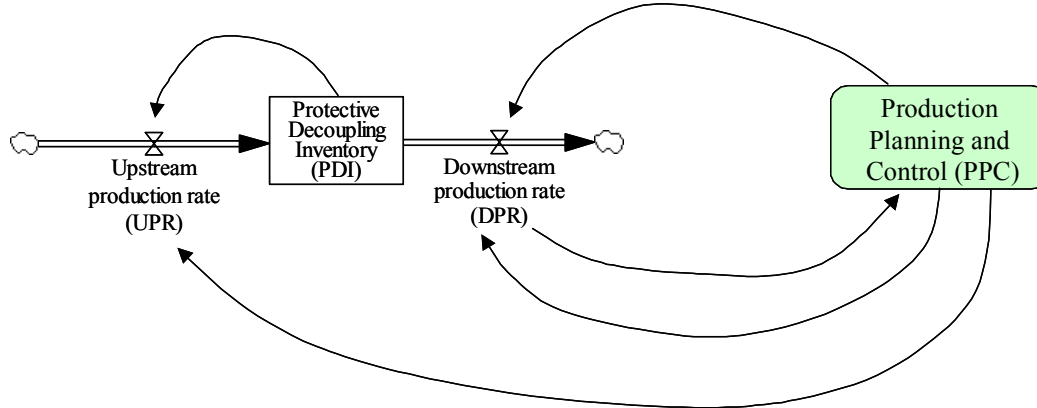 Protective
Decoupling
Inventory
(PDI)
Upstream
production rate
(UPR)
Downstream
production rate
(DPR)
Production
Planning and
Control (PPC)